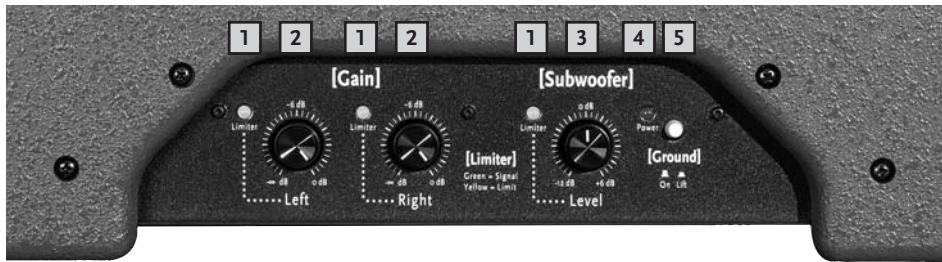 1 2 1 2 1 3 4 5
[Gain] [Subwoofer]
-6 dB -6 dB 0 dB
Limiter Limiter Limiter Power
[Limiter] [Ground]
Green = Signal
Yellow = Limit
-∞ dB 0 dB -∞ dB 0 dB -12 dB +6 dB On Lift
Left Right Level